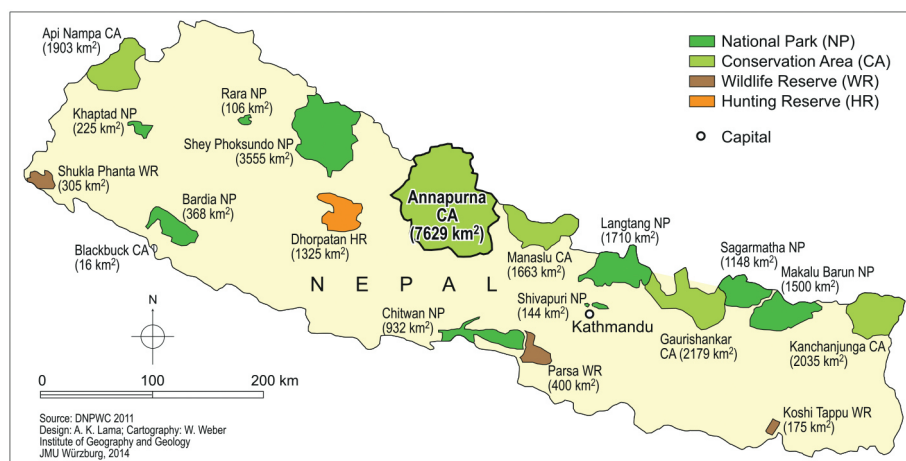 Api Nampa CA
(1903 km²)
Khaptad NP
(225 km²)
Rara NP
(106 km²)
Shey Phoksundo NP
(3555 km²)
Shukla Phanta WR
(305 km²)
Bardia NP
(368 km²)
Blackbuck CA
(16 km²)
Dhorpatan HR
(1325 km²)
Annapurna
CA
(7629 km²)
Manaslu CA
(1663 km²)
Langtang NP
(1710 km²)
Sagarmatha NP
(1148 km²)
Makalu Barun NP
(1500 km²)
NEPAL
Chitwan NP
(932 km²)
Shivapuri NP
(144 km²)
Kathmandu
Gaurishankar
CA (2179 km²)
Kanchanjunga CA
(2035 km²)
Parsa WR
(400 km²)
Koshi Tappu WR
(175 km²)
National Park (NP)
Conservation Area (CA)
Wildlife Reserve (WR)
Hunting Reserve (HR)
Capital
N
0 100 200 km
Source: DNPWC 2011
Design: A. K. Lama; Cartography: W. Weber
Institute of Geography and Geology
JMU Würzburg, 2014